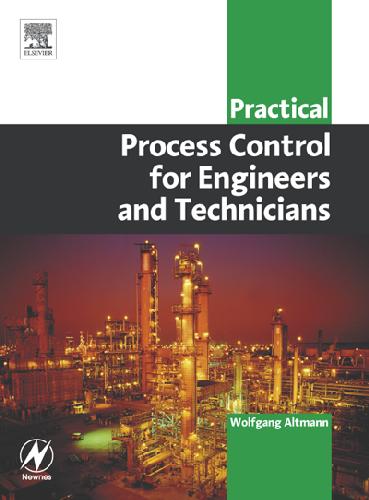 ELSEVIER
Practical
Process Control
for Engineers
and Technicians
Wolfgang Altmann
Newnes